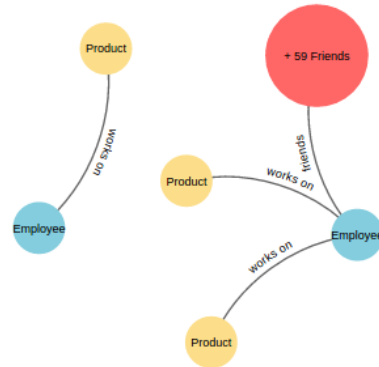 Product
works on
Employee
+ 59 Friends
friends
works on
Product
Employee
works on
Product